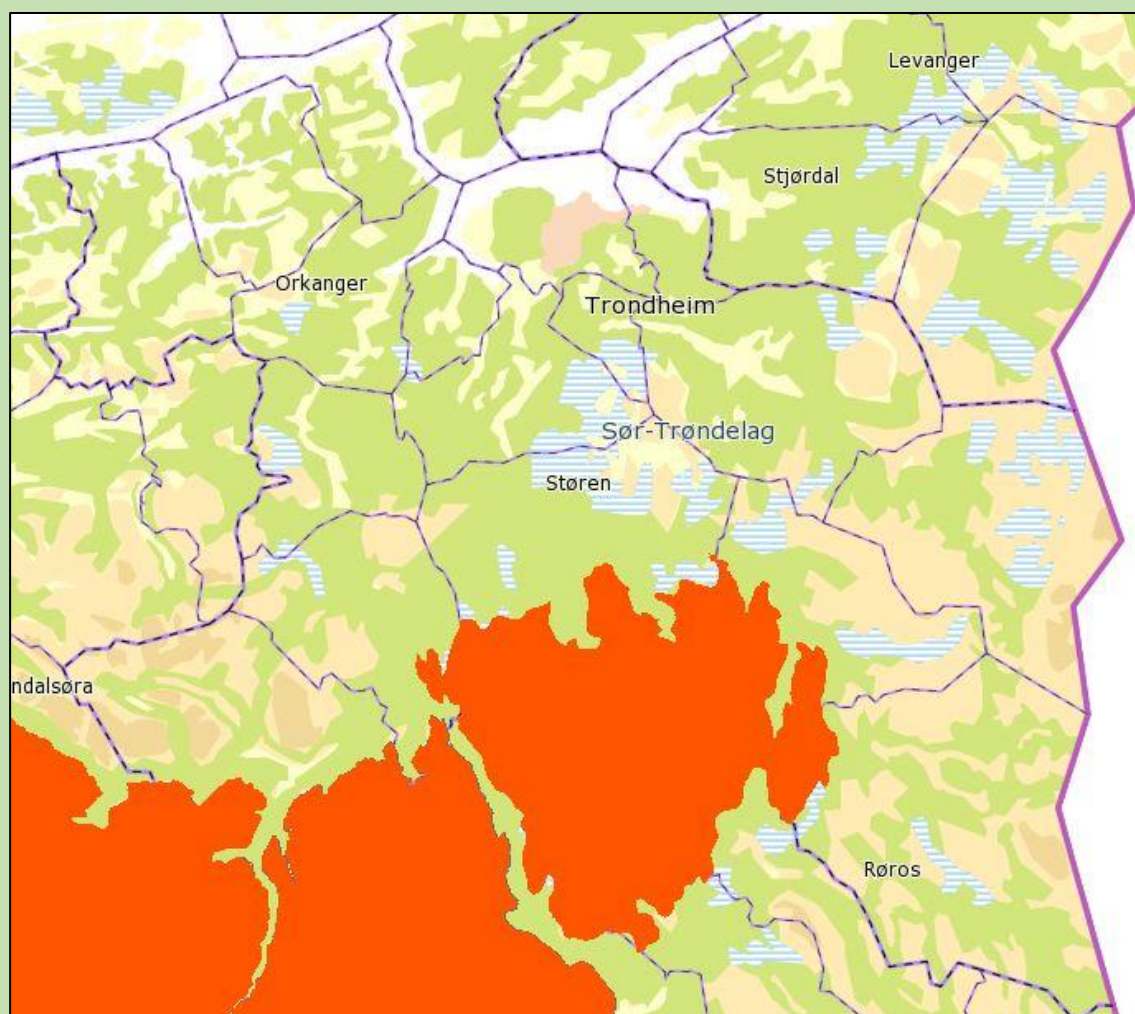 Levanger
Stjørdal
Orkanger
Trondheim
Sør-Trøndelag
Støren
ndalsøra
Røros